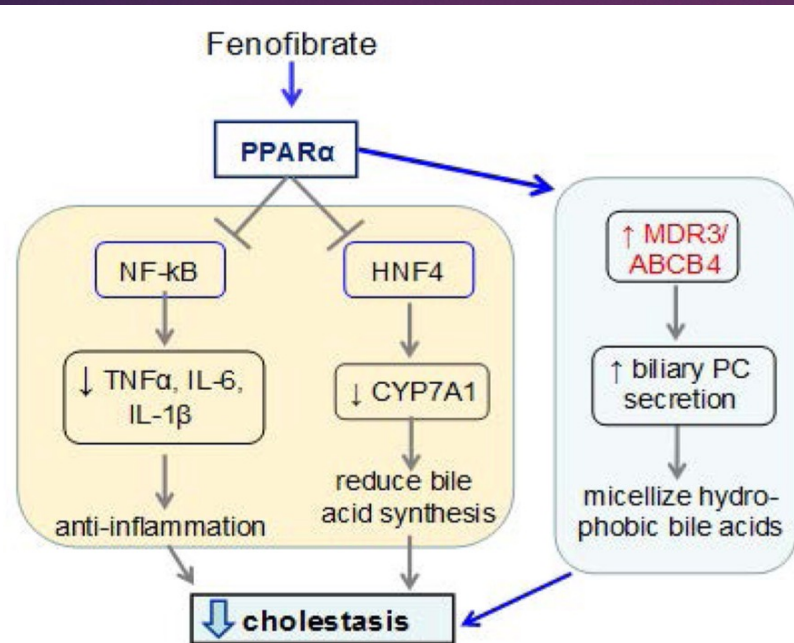 Fenofibrate
PPARα
NF-kB
HNF4
↑ MDR3/
ABCB4
↓ TNFα, IL-6,
IL-1β
↓ CYP7A1
↑ biliary PC
secretion
anti-inflammation
reduce bile
acid synthesis
micellize hydro-
phobic bile acids
cholestasis